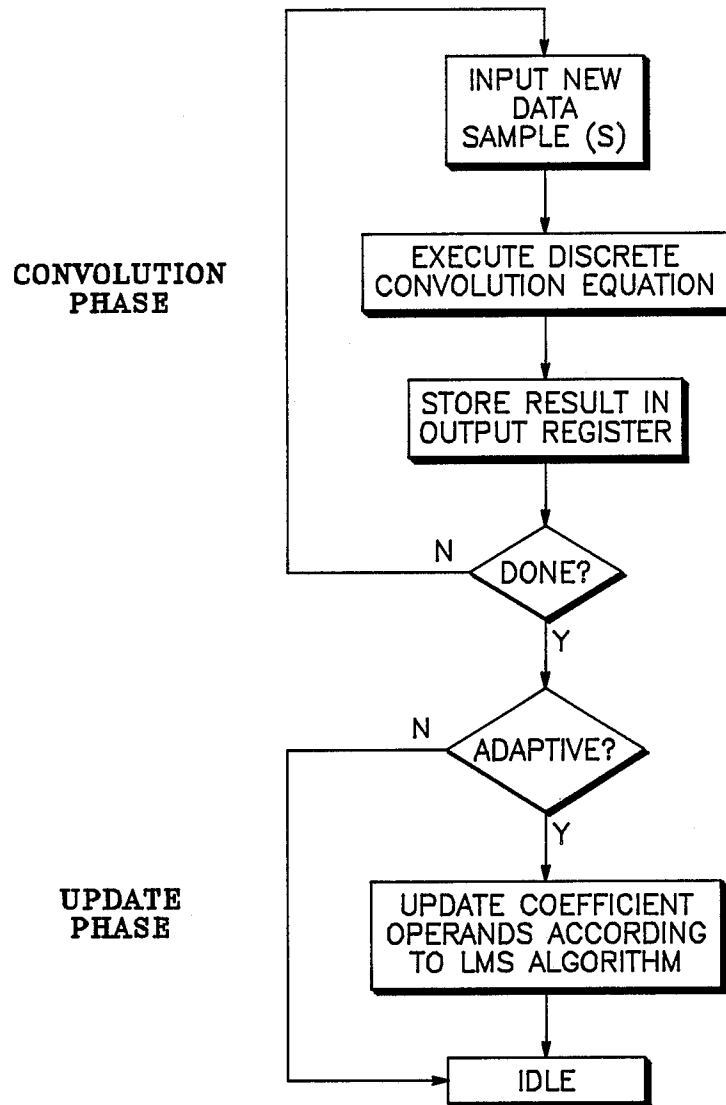 INPUT NEW
DATA
SAMPLE (S)
CONVOLUTION
PHASE
EXECUTE DISCRETE
CONVOLUTION EQUATION
STORE RESULT IN
OUTPUT REGISTER
N
DONE?
Y
N
ADAPTIVE?
Y
UPDATE
PHASE
UPDATE COEFFICIENT
OPERANDS ACCORDING
TO LMS ALGORITHM
IDLE